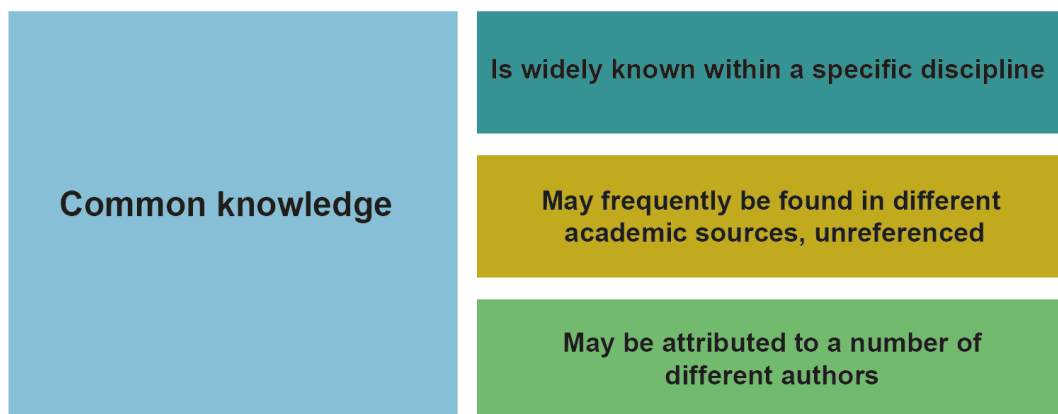 Common knowledge
Is widely known within a specific discipline
May frequently be found in different
academic sources, unreferenced
May be attributed to a number of
different authors